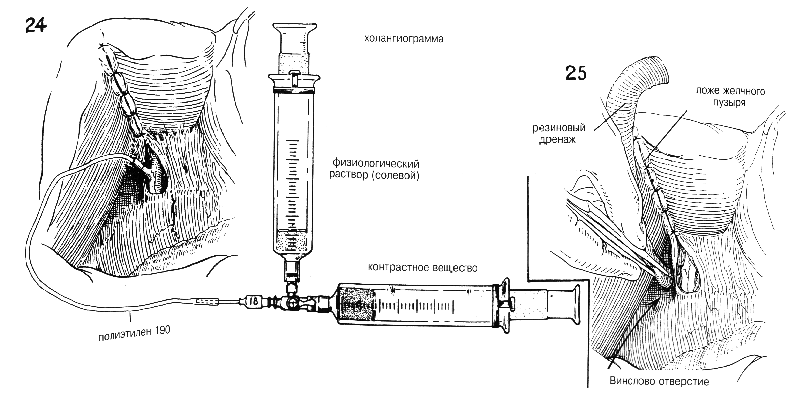 24
холангиограмма
физиологический
раствор (солевой)
контрастное вещество
18
полиэтилен 190
25
ложе желчного
пузыря
резиновый
дренаж
Винслово отверстие